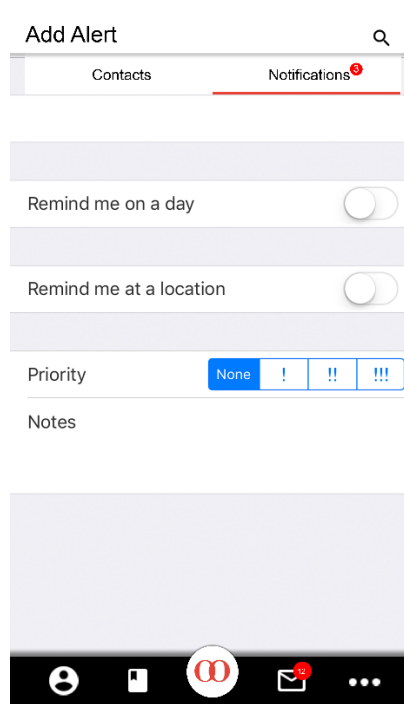 Add Alert
Contacts Notifications 3
Remind me on a day
Remind me at a location
Priority None ! !! !!!
Notes
12